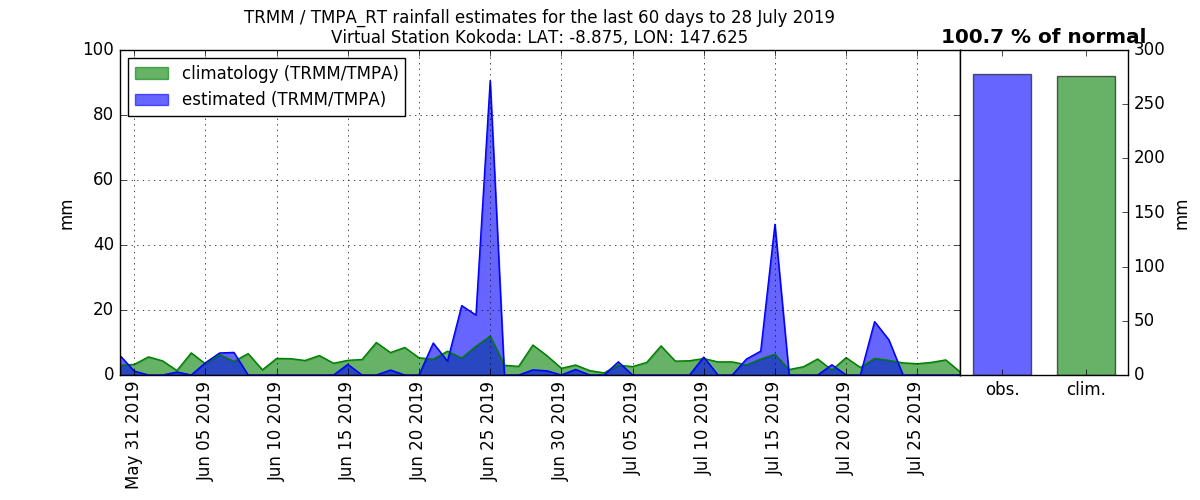 TRMM / TMPA_RT rainfall estimates for the last 60 days to 28 July 2019
Virtual Station Kokoda: LAT: -8.875, LON: 147.625
100.7 % of normal
climatology (TRMM/TMPA)
estimated (TRMM/TMPA)
100
80
60
40
20
0
mm
300
250
200
150
100
50
0
mm
May 31 2019
Jun 05 2019
Jun 10 2019
Jun 15 2019
Jun 20 2019
Jun 25 2019
Jun 30 2019
Jul 05 2019
Jul 10 2019
Jul 15 2019
Jul 20 2019
Jul 25 2019
obs.
clim.